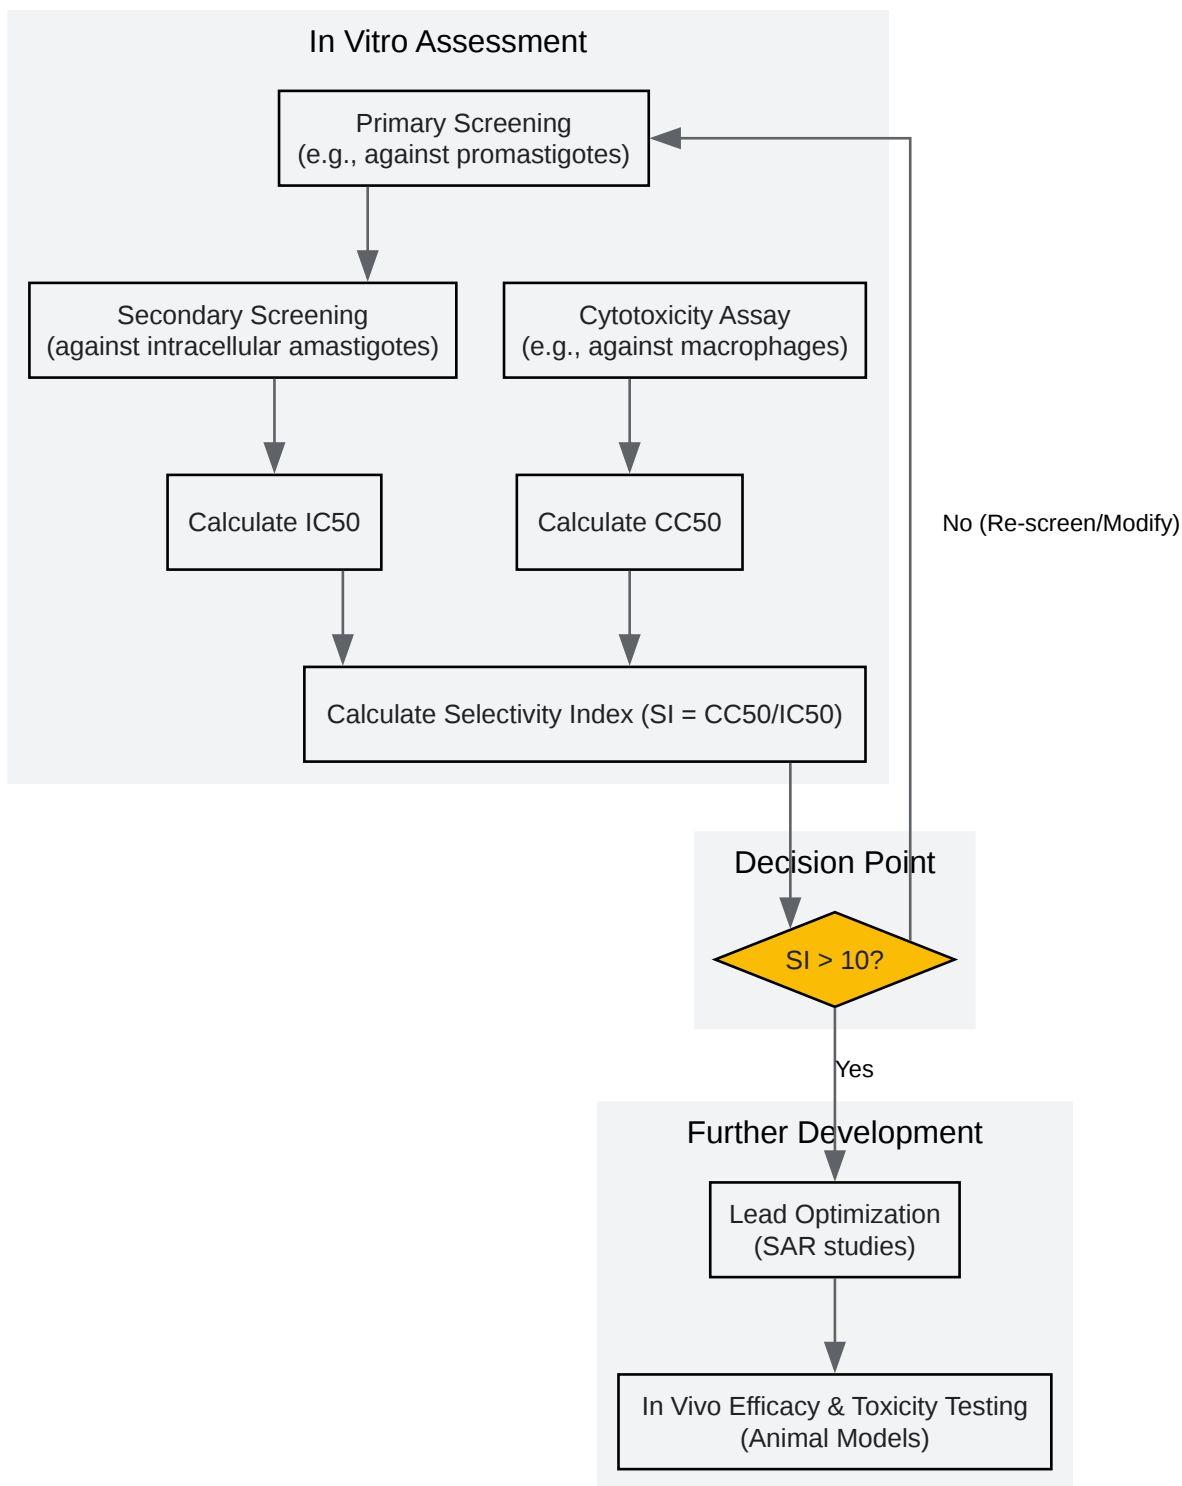 In Vitro Assessment
Primary Screening
(e.g., against promastigotes)
Secondary Screening
(against intracellular amastigotes)
Cytotoxicity Assay
(e.g., against macrophages)
Calculate IC50
Calculate CC50
No (Re-screen/Modify)
Calculate Selectivity Index (SI = CC50/IC50)
Decision Point
SI > 10?
Yes
Further Development
Lead Optimization
(SAR studies)
In Vivo Efficacy & Toxicity Testing
(Animal Models)